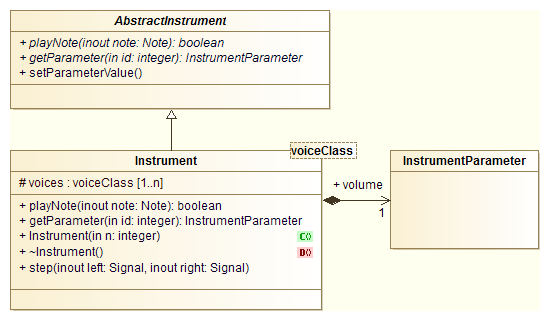 AbstractInstrument
+ playNote(inout note: Note): boolean
+ getParameter(in id: integer): InstrumentParameter
+ setParameterValue()
voiceClass
Instrument
# voices : voiceClass [1..n]
+ playNote(inout note: Note): boolean
+ getParameter(in id: integer): InstrumentParameter
+ Instrument(in n: integer) C()
+ ~Instrument() D()
+ step(inout left: Signal, inout right: Signal)
+ volume
1
InstrumentParameter